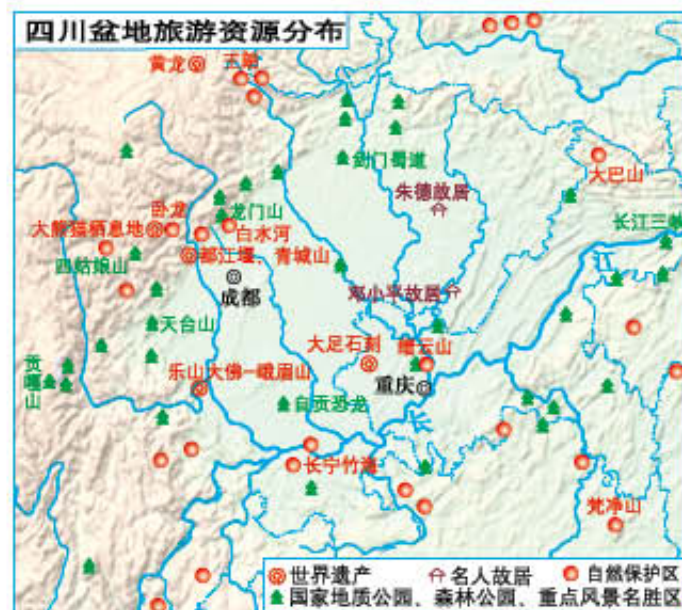 四川盆地旅游资源分布
黄龙
王朗
剑门蜀道
大巴山
朱德故居
长江三峡
卧龙
龙门山
大熊猫栖息地
白水河
四姑娘山
都江堰、青城山
成都
邓小平故居
天台山
大足石刻
缙云山
贡嘎山
乐山大佛-峨眉山
重庆
自贡恐龙
长宁竹海
梵净山
世界遗产
名人故居
自然保护区
国家地质公园、森林公园、重点风景名胜区